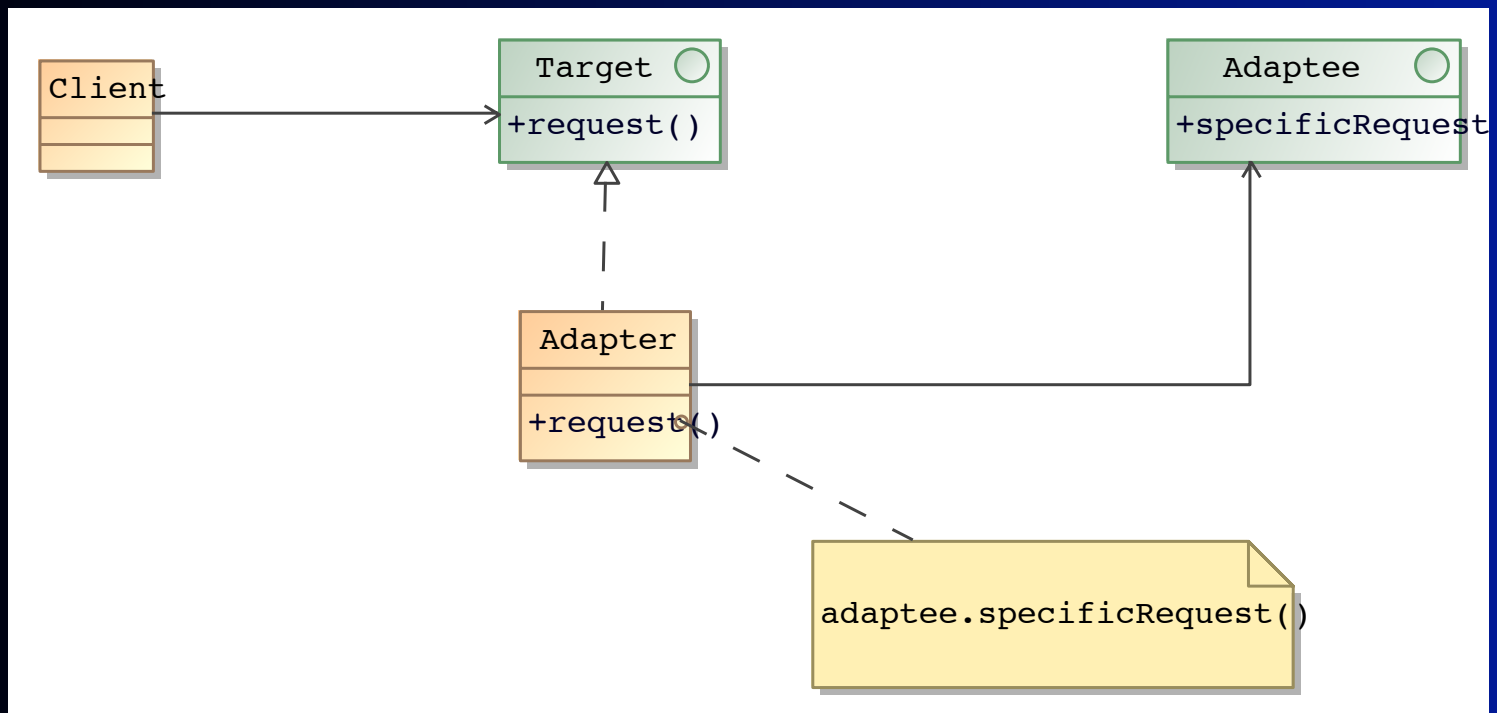 Client
Target
+request()
Adaptee
+specificRequest
Adapter
+request()
adaptee.specificRequest()